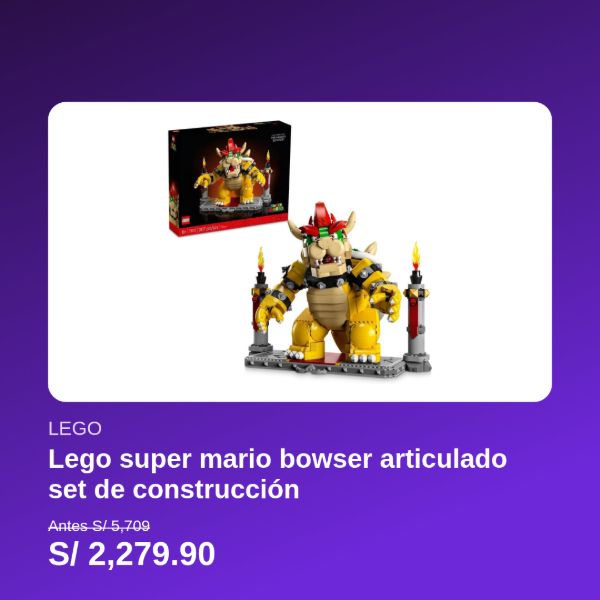 LEGO
Lego super mario bowser articulado
set de construcción
Antes S/ 5,709
S/ 2,279.90